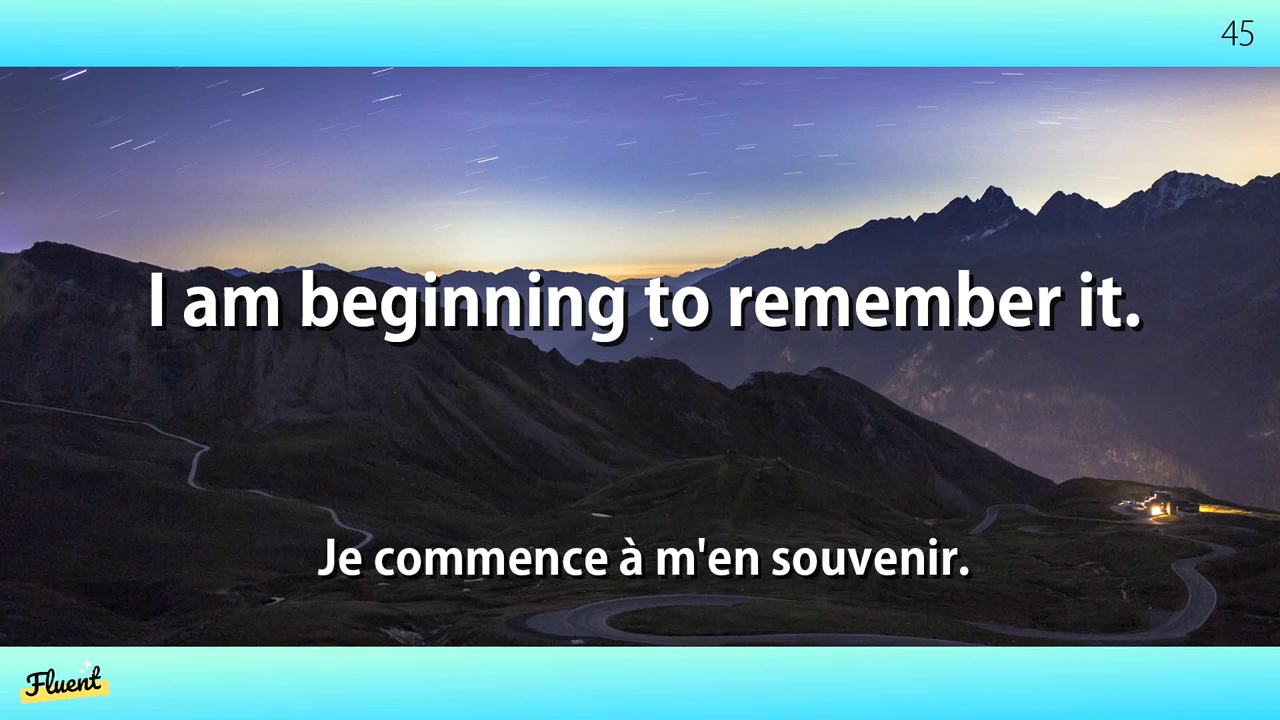 45
I am beginning to remember it.
Je commence à m'en souvenir.
Fluent